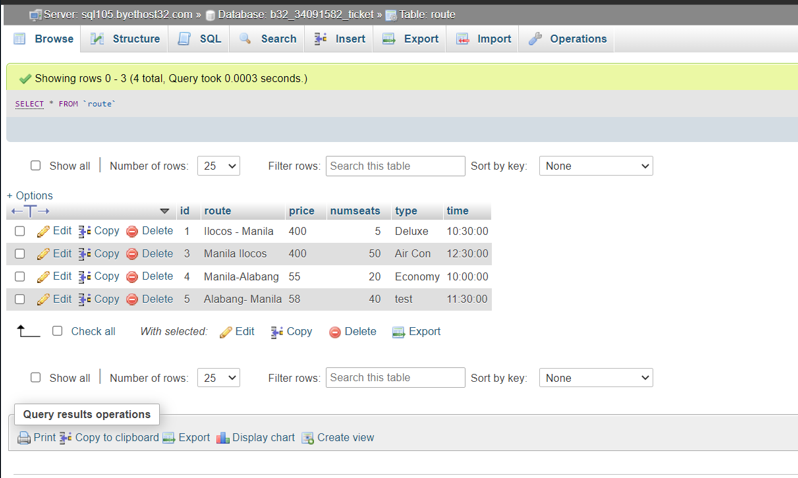 Server: sql105.byethost32.com » Database: b32_34091582_ticket » Table: route
Browse Structure SQL Search Insert Export Import Operations
Showing rows 0 - 3 (4 total, Query took 0.0003 seconds.)
SELECT * FROM `route`
Show all Number of rows: 25 Filter rows: Search this table Sort by key: None
+ Options
←T→ id route price numseats type time
Edit Copy Delete 1 Ilocos - Manila 400 5 Deluxe 10:30:00
Edit Copy Delete 3 Manila Ilocos 400 50 Air Con 12:30:00
Edit Copy Delete 4 Manila-Alabang 55 20 Economy 10:00:00
Edit Copy Delete 5 Alabang- Manila 58 40 test 11:30:00
Check all With selected: Edit Copy Delete Export
Show all Number of rows: 25 Filter rows: Search this table Sort by key: None
Query results operations
Print Copy to clipboard Export Display chart Create view